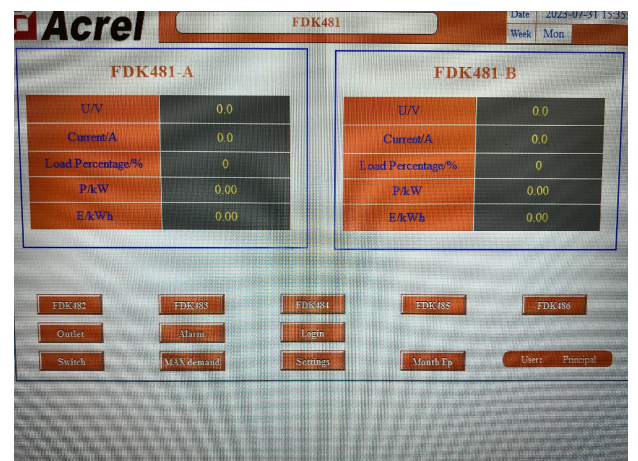 Acrel
FDK481
Date 2023-07-31 15:35
Week Mon
FDK481-A
U/V 0.0
Current/A 0.0
Load Percentage/% 0
P/kW 0.00
E/kWh 0.00
FDK481-B
U/V 0.0
Current/A 0.0
Load Percentage/% 0
P/kW 0.00
E/kWh 0.00
FDK482 FDK483 FDK484 FDK485 FDK486
Outlet Alarm Login
Switch MAX demand Settings Month Ep User: Principal